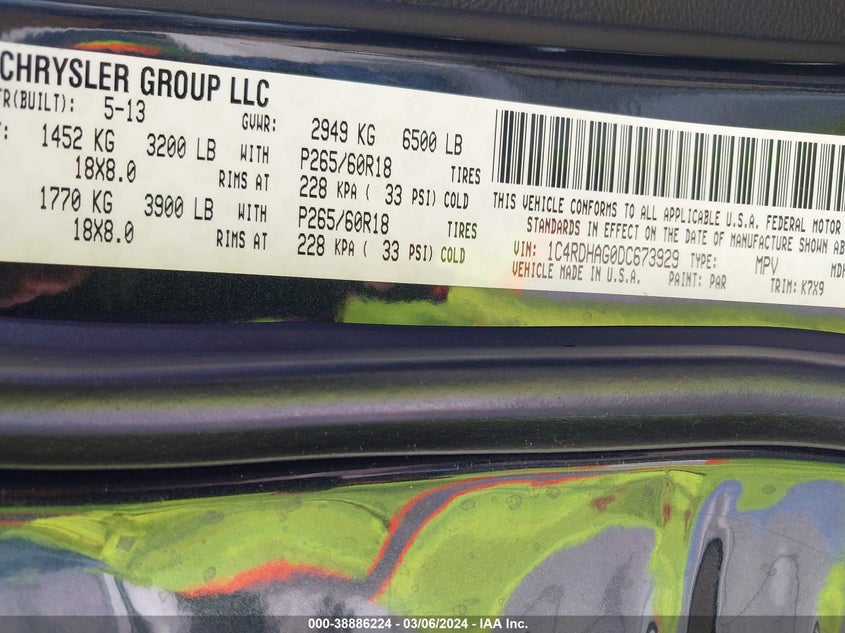 CHRYSLER GROUP LLC
FR(BUILT): 5-13 GVWR: 2949 KG 6500 LB
1452 KG 3200 LB WITH P265/60R18 TIRES
18X8.0 RIMS AT 228 KPA ( 33 PSI) COLD
1770 KG 3900 LB WITH P265/60R18 TIRES
18X8.0 RIMS AT 228 KPA ( 33 PSI) COLD
THIS VEHICLE CONFORMS TO ALL APPLICABLE U.S.A. FEDERAL MOTOR
STANDARDS IN EFFECT ON THE DATE OF MANUFACTURE SHOWN AB
VIN: 1C4RDHAG0DC673929 TYPE: MPV
VEHICLE MADE IN U.S.A. PAINT: PAR TRIM: K7X9
000-38886224 — 03/06/2024 — IAA Inc.